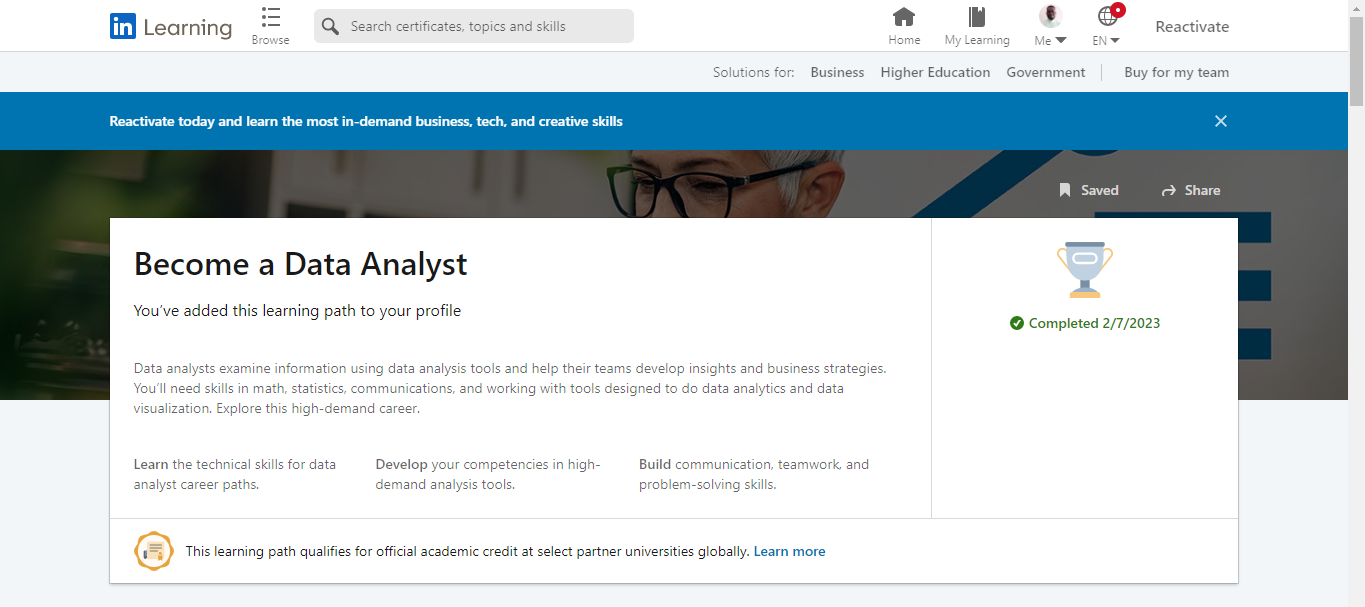 in Learning
Browse
Search certificates, topics and skills
Home
My Learning
Me
EN
Reactivate
Solutions for:
Business
Higher Education
Government
Buy for my team
Reactivate today and learn the most in-demand business, tech, and creative skills
Saved
Share
Become a Data Analyst
You've added this learning path to your profile
Completed 2/7/2023
Data analysts examine information using data analysis tools and help their teams develop insights and business strategies.
You'll need skills in math, statistics, communications, and working with tools designed to do data analytics and data
visualization. Explore this high-demand career.
Learn the technical skills for data
analyst career paths.
Develop your competencies in high-
demand analysis tools.
Build communication, teamwork, and
problem-solving skills.
This learning path qualifies for official academic credit at select partner universities globally. Learn more